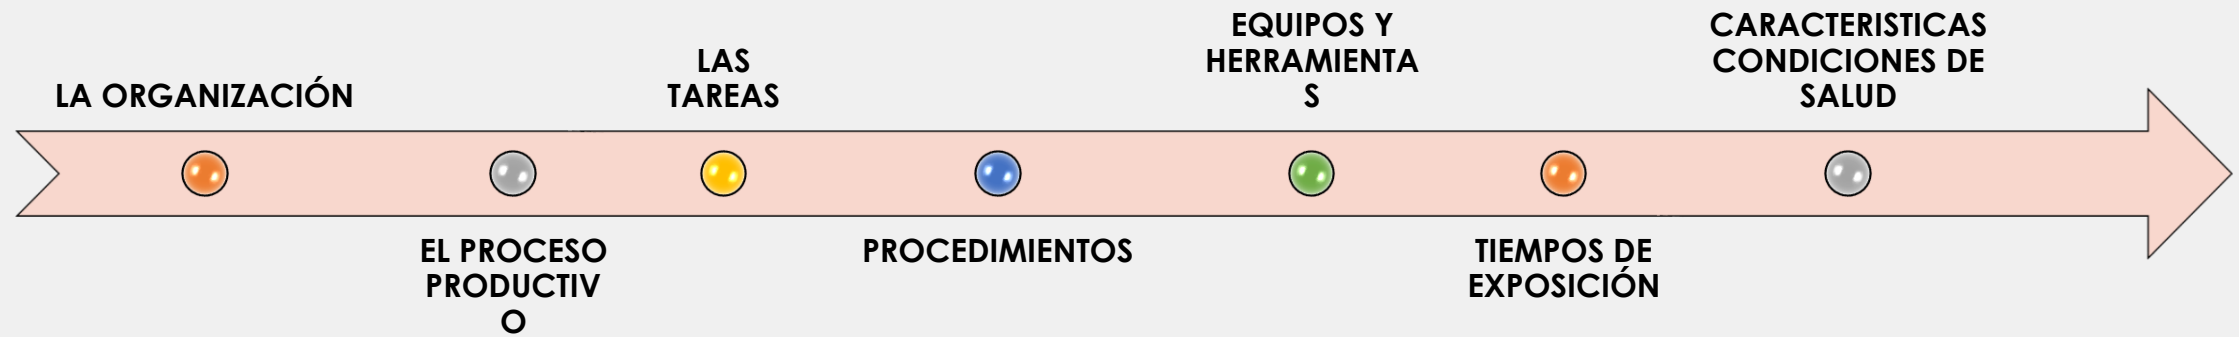 LA ORGANIZACIÓN
EL PROCESO
PRODUCTIV
O
LAS
TAREAS
PROCEDIMIENTOS
EQUIPOS Y
HERRAMIENTA
S
TIEMPOS DE
EXPOSICIÓN
CARACTERISTICAS
CONDICIONES DE
SALUD